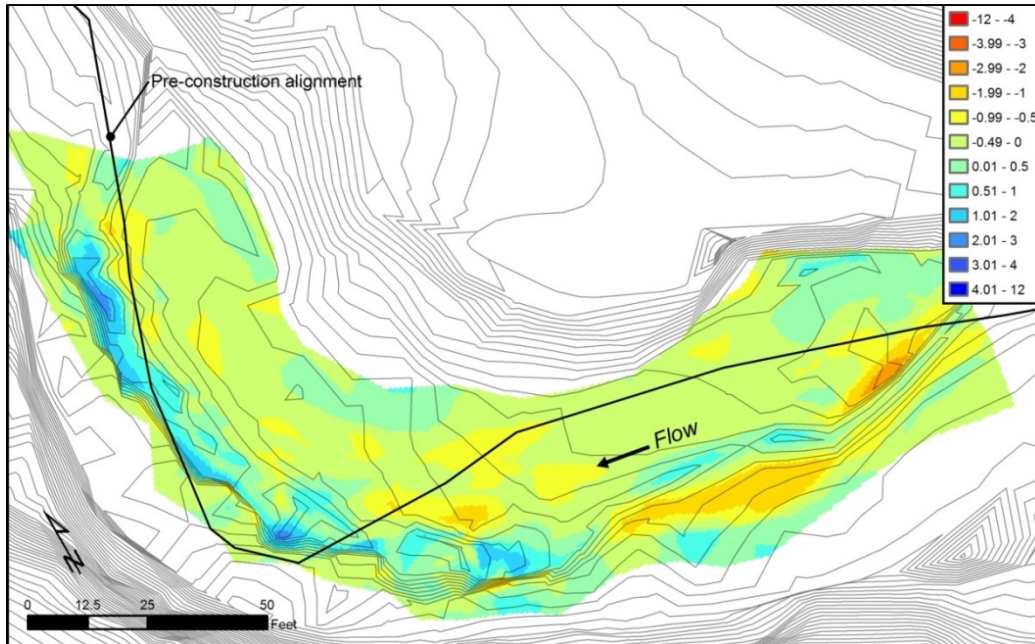 -12 - -4
-3.99 - -3
-2.99 - -2
-1.99 - -1
-0.99 - -0.5
-0.49 - 0
0.01 - 0.5
0.51 - 1
1.01 - 2
2.01 - 3
3.01 - 4
4.01 - 12
Pre-construction alignment
Flow
N
0 12.5 25 50
Feet